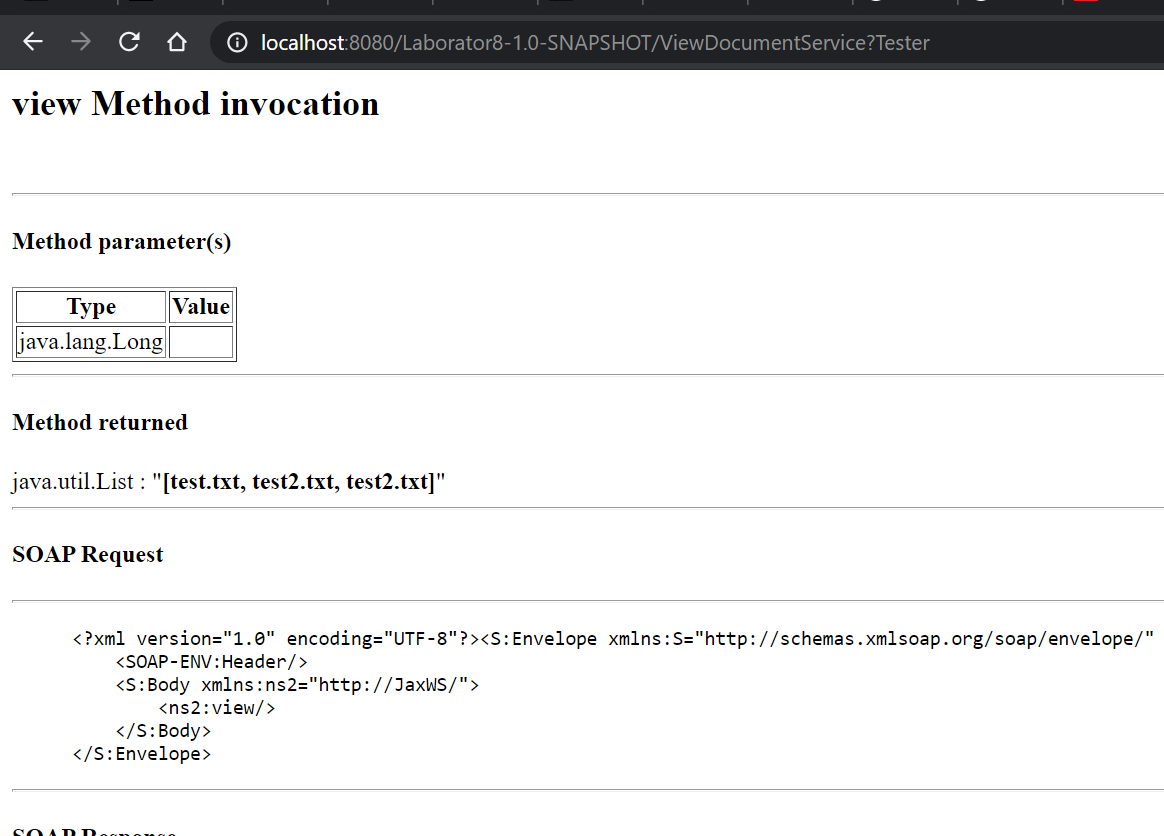 localhost:8080/Laborator8-1.0-SNAPSHOT/ViewDocumentService?Tester
view Method invocation
Method parameter(s)
Type Value
java.lang.Long
Method returned
java.util.List : "[test.txt, test2.txt, test2.txt]"
SOAP Request
<?xml version="1.0" encoding="UTF-8"?><S:Envelope xmlns:S="http://schemas.xmlsoap.org/soap/envelope/"
<SOAP-ENV:Header/>
<S:Body xmlns:ns2="http://JaxWS/">
<ns2:view/>
</S:Body>
</S:Envelope>
SOAP Response